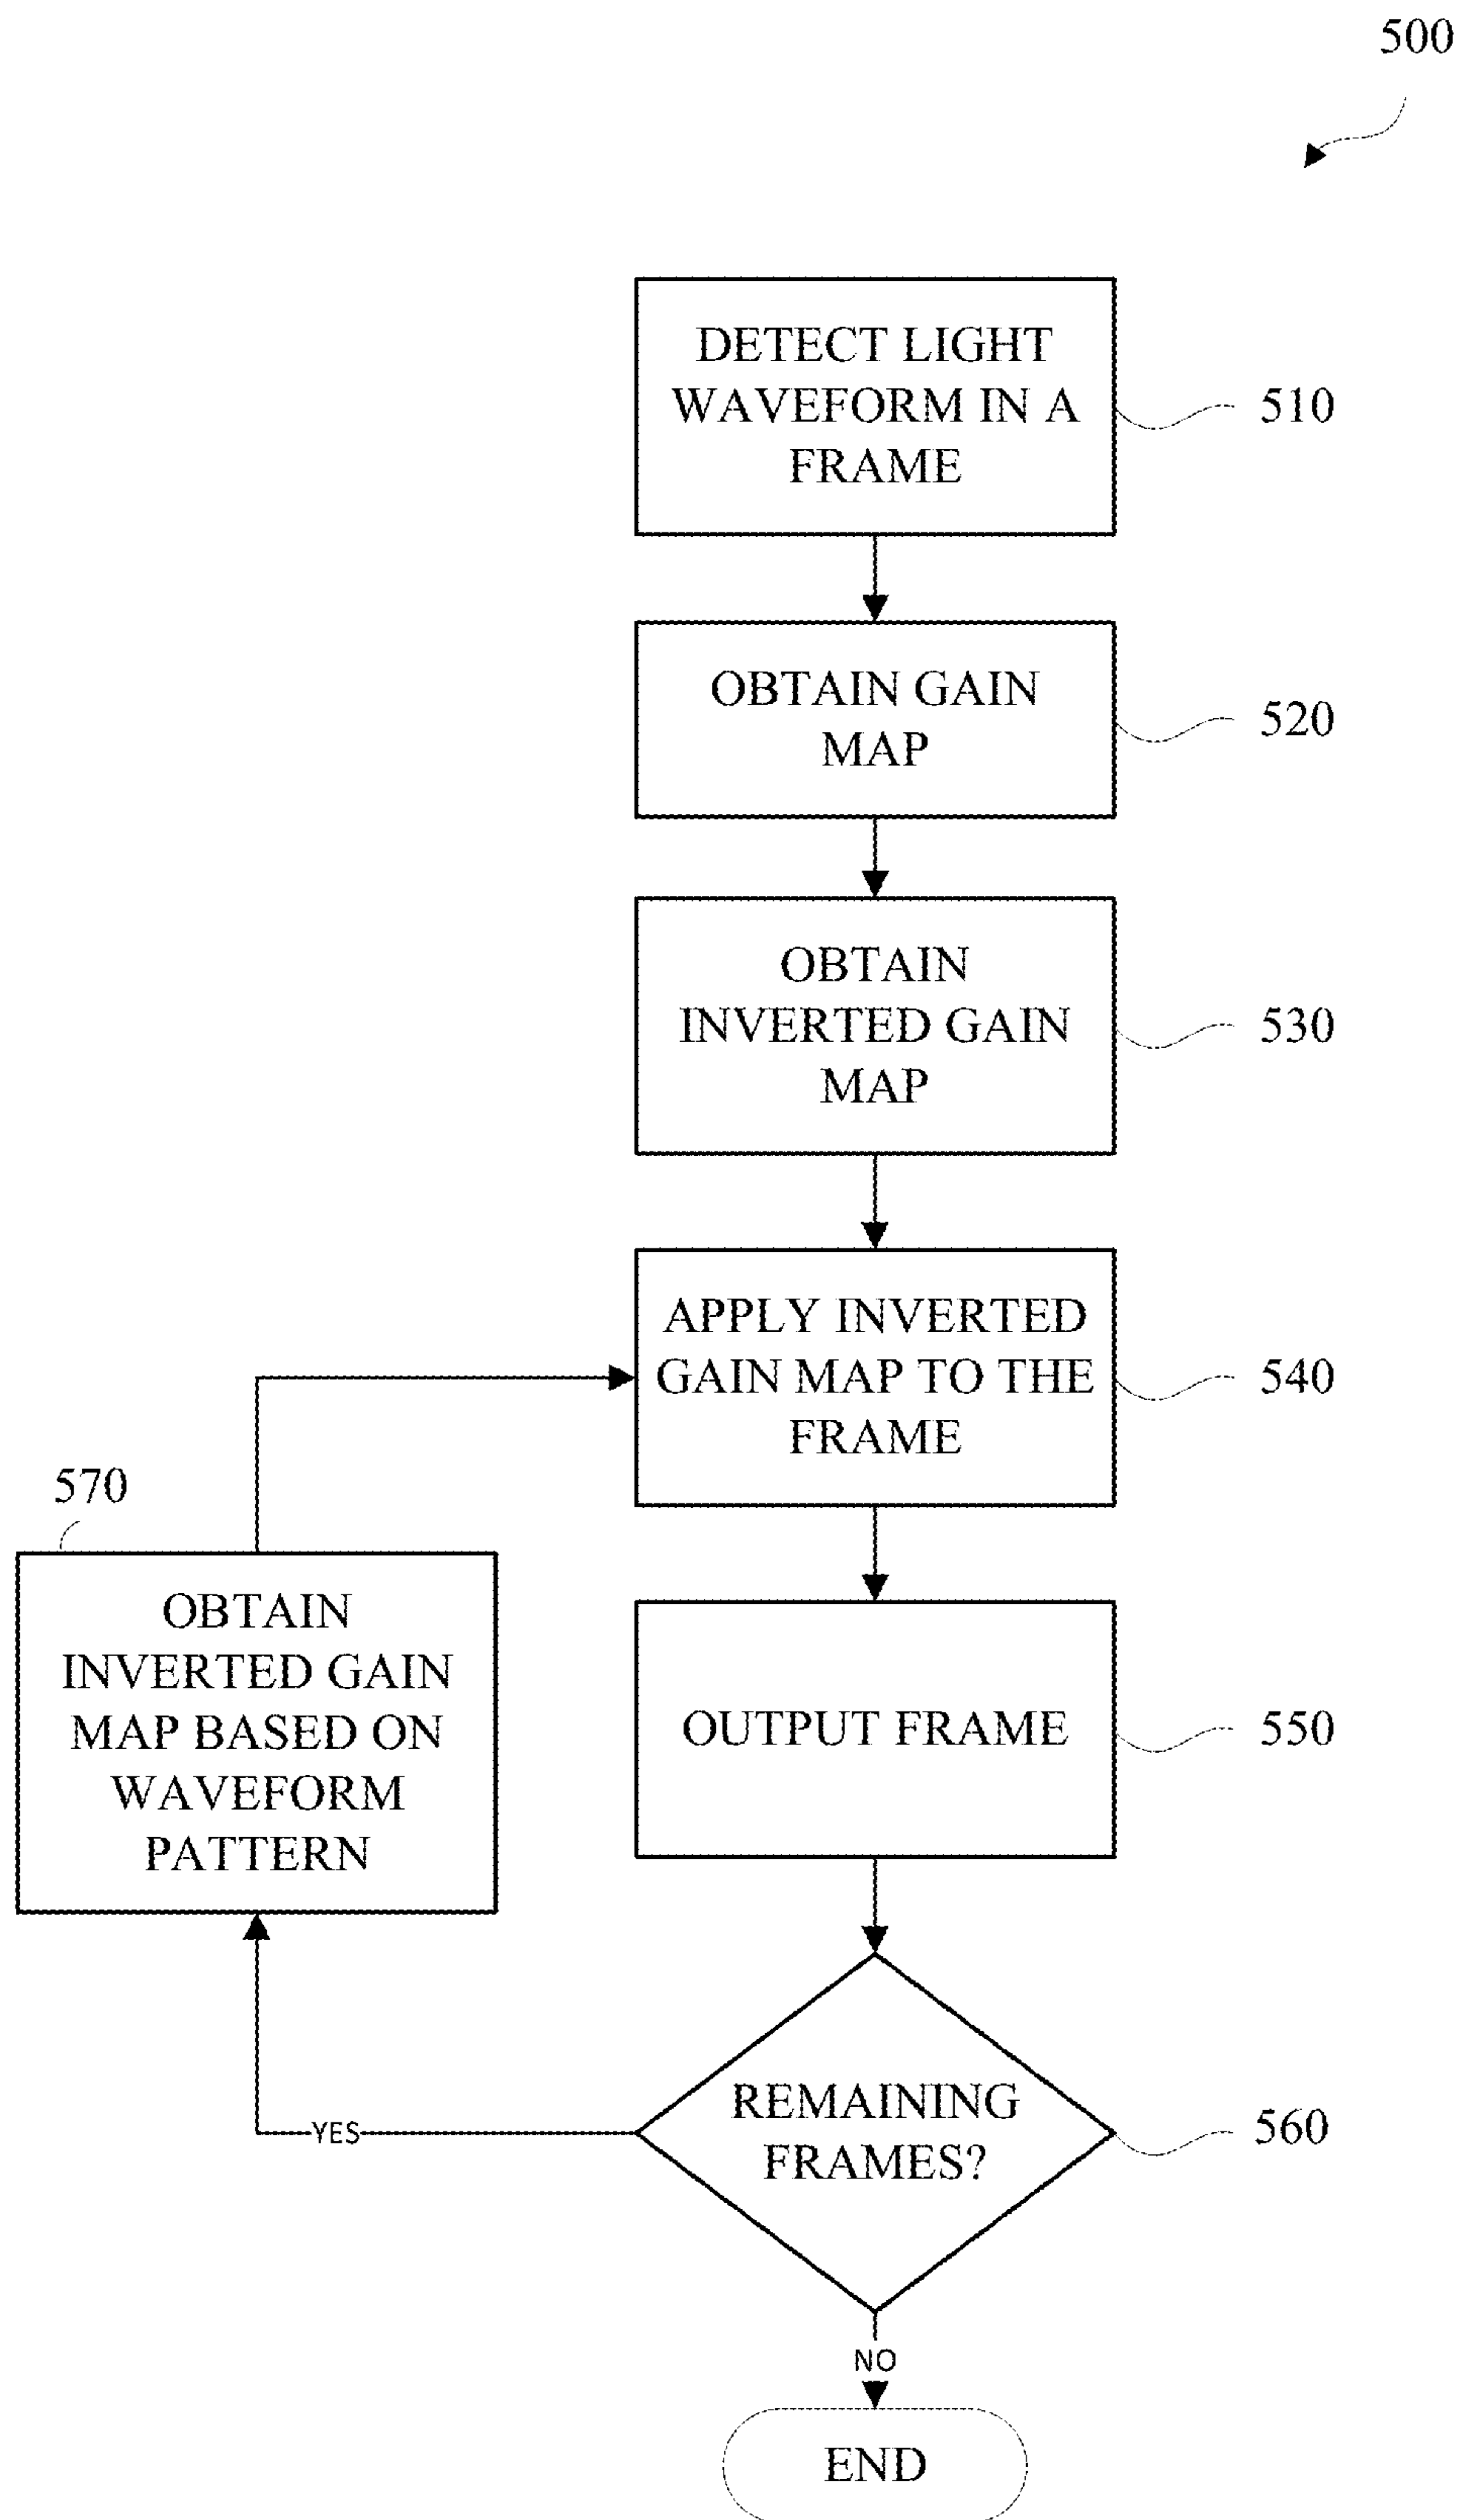 500
DETECT LIGHT
WAVEFORM IN A
FRAME
510
OBTAIN GAIN
MAP
520
OBTAIN
INVERTED GAIN
MAP
530
APPLY INVERTED
GAIN MAP TO THE
FRAME
540
570
OBTAIN
INVERTED GAIN
MAP BASED ON
WAVEFORM
PATTERN
OUTPUT FRAME
550
REMAINING
FRAMES?
560
YES
NO
END